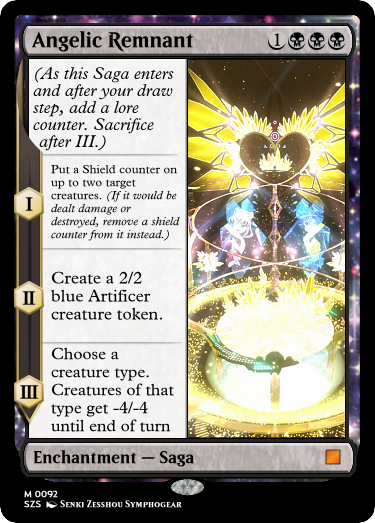 Angelic Remnant 1
(As this Saga enters
and after your draw
step, add a lore
counter. Sacrifice
after III.)
I
Put a Shield counter on
up to two target
creatures. (If it would be
dealt damage or
destroyed, remove a shield
counter from it instead.)
II
Create a 2/2
blue Artificer
creature token.
III
Choose a
creature type.
Creatures of that
type get -4/-4
until end of turn
Enchantment — Saga
M 0092
SZS Senki Zesshou Symphogear